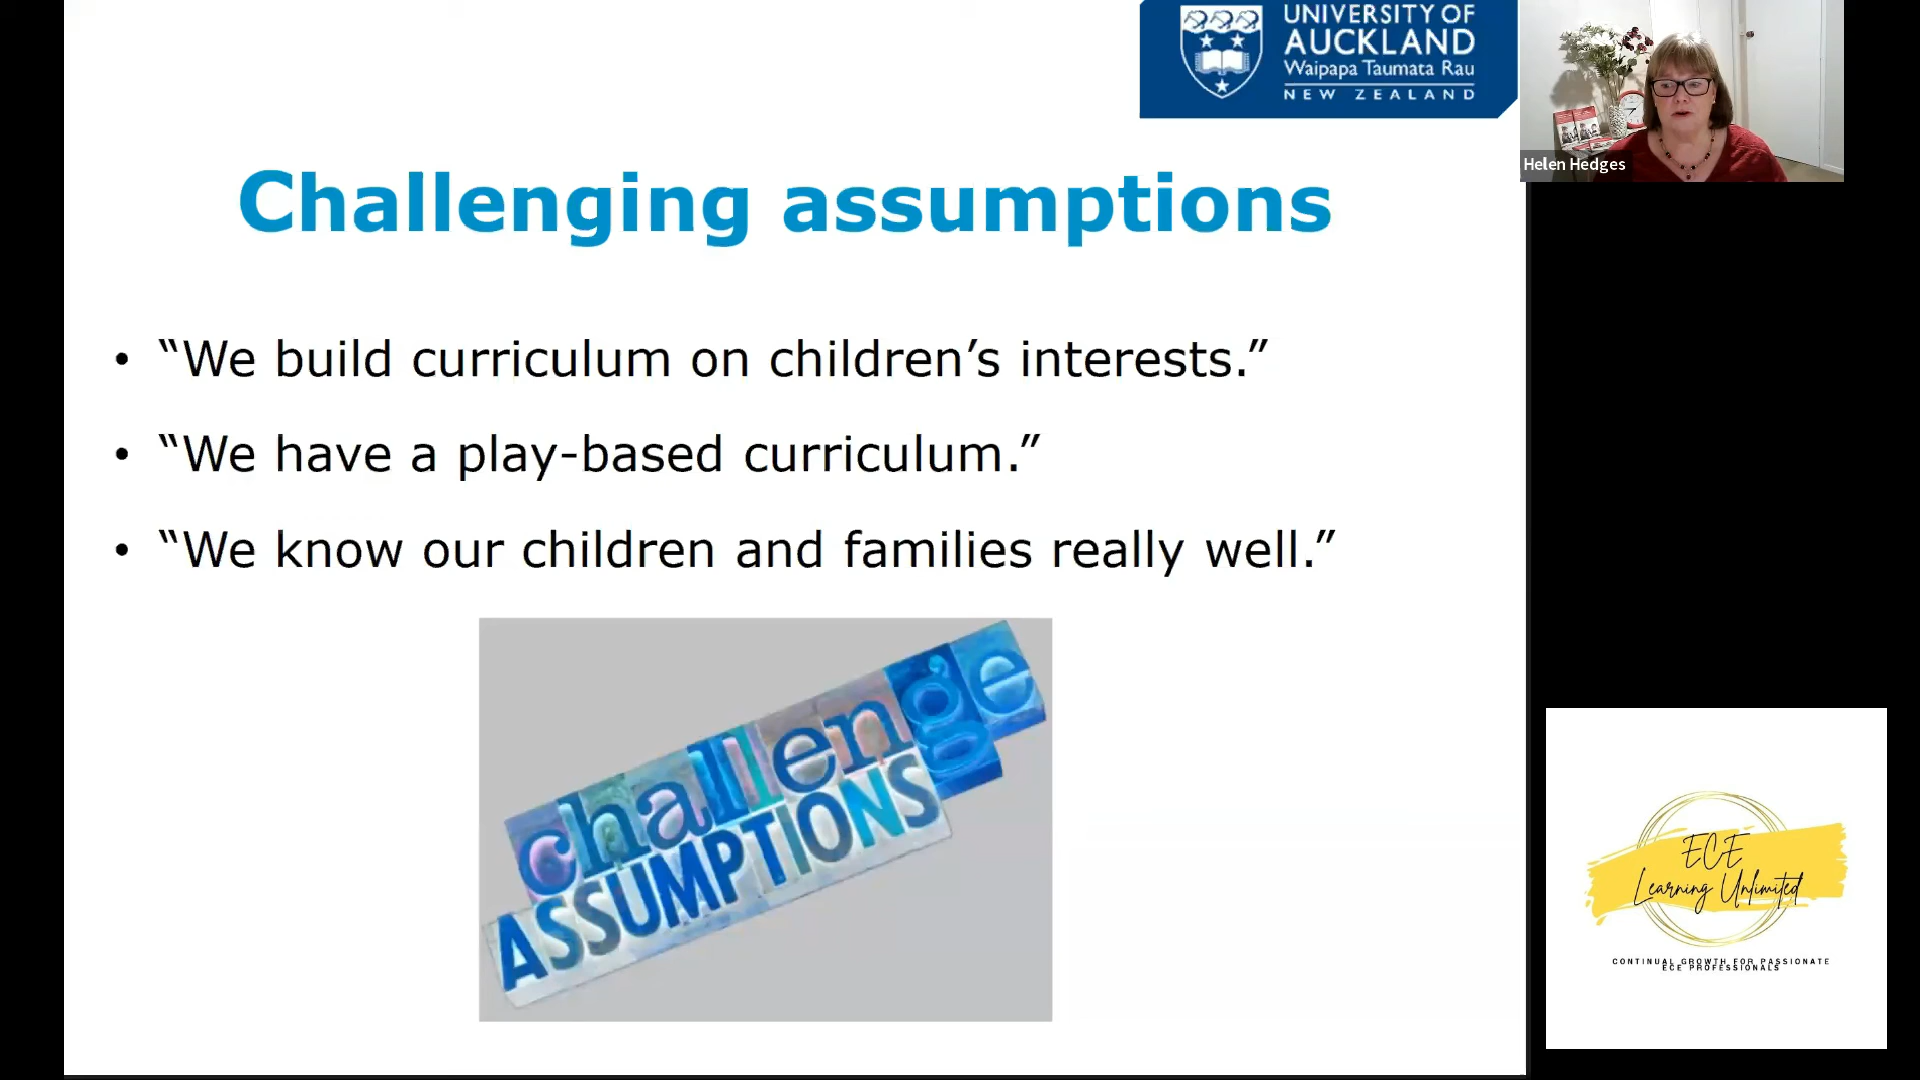 UNIVERSITY OF
AUCKLAND
Waipapa Taumata Rau
NEW ZEALAND
Helen Hedges
Challenging assumptions
• “We build curriculum on children’s interests.”
• “We have a play-based curriculum.”
• “We know our children and families really well.”
challenge
ASSUMPTIONS
ECE
Learning Unlimited
CONTINUAL GROWTH FOR PASSIONATE
ECE PROFESSIONALS